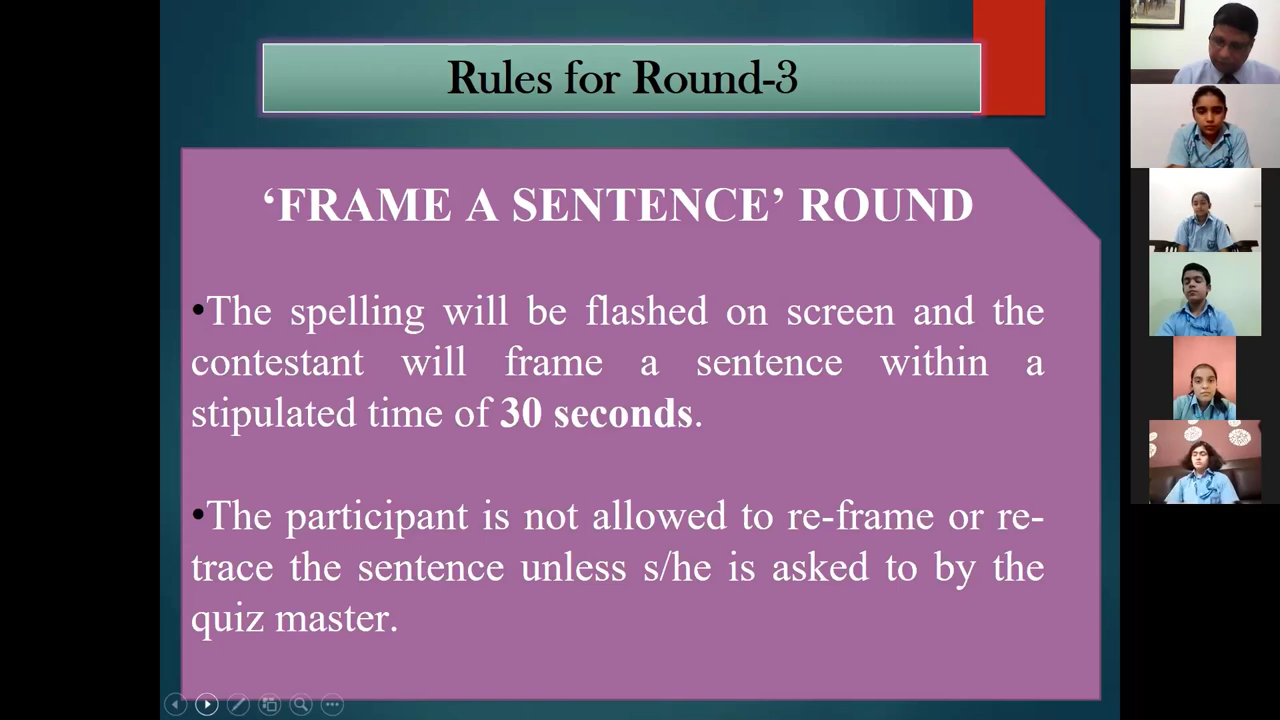 Rules for Round-3
‘FRAME A SENTENCE’ ROUND
•The spelling will be flashed on screen and the
contestant will frame a sentence within a
stipulated time of 30 seconds.
•The participant is not allowed to re-frame or re-
trace the sentence unless s/he is asked to by the
quiz master.